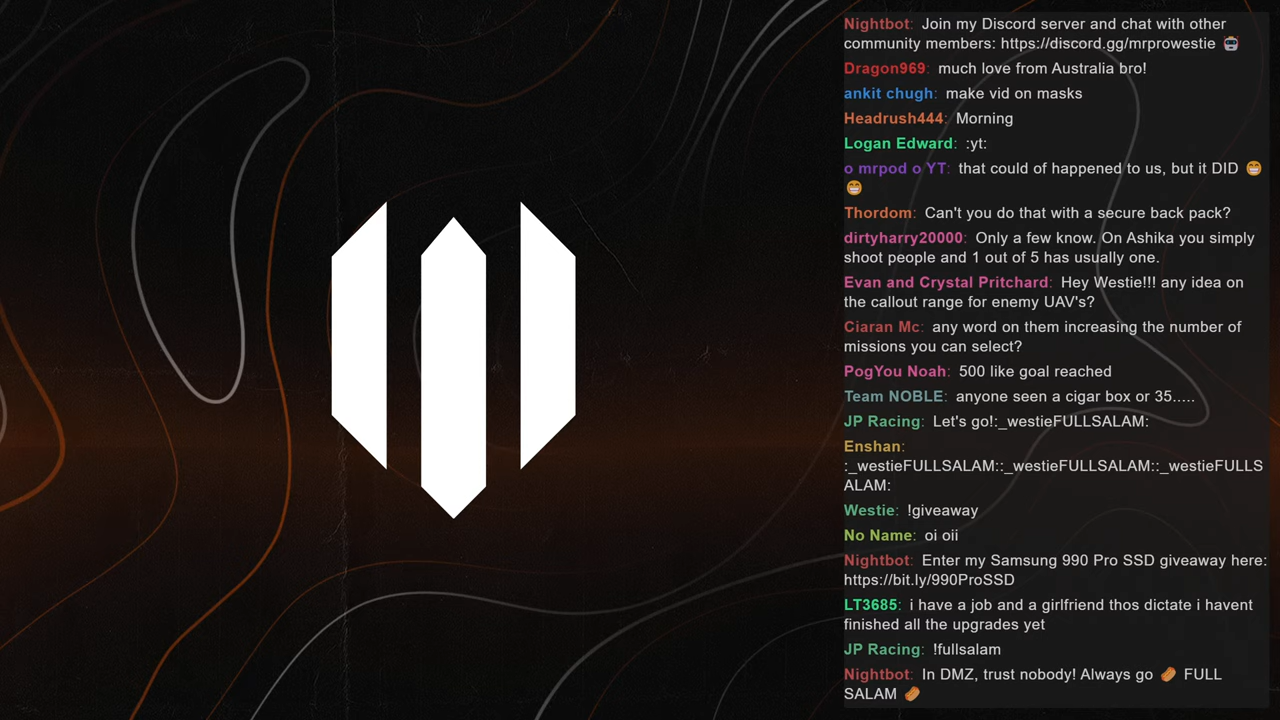 Nightbot: Join my Discord server and chat with other
community members: https://discord.gg/mrprowestie 🤖
Dragon969: much love from Australia bro!
ankit chugh: make vid on masks
Headrush444: Morning
Logan Edward: :yt:
o mrpod o YT: that could of happened to us, but it DID 😁
😁
Thordom: Can't you do that with a secure back pack?
dirtyharry20000: Only a few know. On Ashika you simply
shoot people and 1 out of 5 has usually one.
Evan and Crystal Pritchard: Hey Westie!!! any idea on
the callout range for enemy UAV's?
Ciaran Mc: any word on them increasing the number of
missions you can select?
PogYou Noah: 500 like goal reached
Team NOBLE: anyone seen a cigar box or 35.....
JP Racing: Let's go!:_westieFULLSALAM:
Enshan:
:_westieFULLSALAM::_westieFULLSALAM::_westieFULLS
ALAM:
Westie: !giveaway
No Name: oi oii
Nightbot: Enter my Samsung 990 Pro SSD giveaway here:
https://bit.ly/990ProSSD
LT3685: i have a job and a girlfriend thos dictate i havent
finished all the upgrades yet
JP Racing: !fullsalam
Nightbot: In DMZ, trust nobody! Always go 🥔 FULL
SALAM 🥔